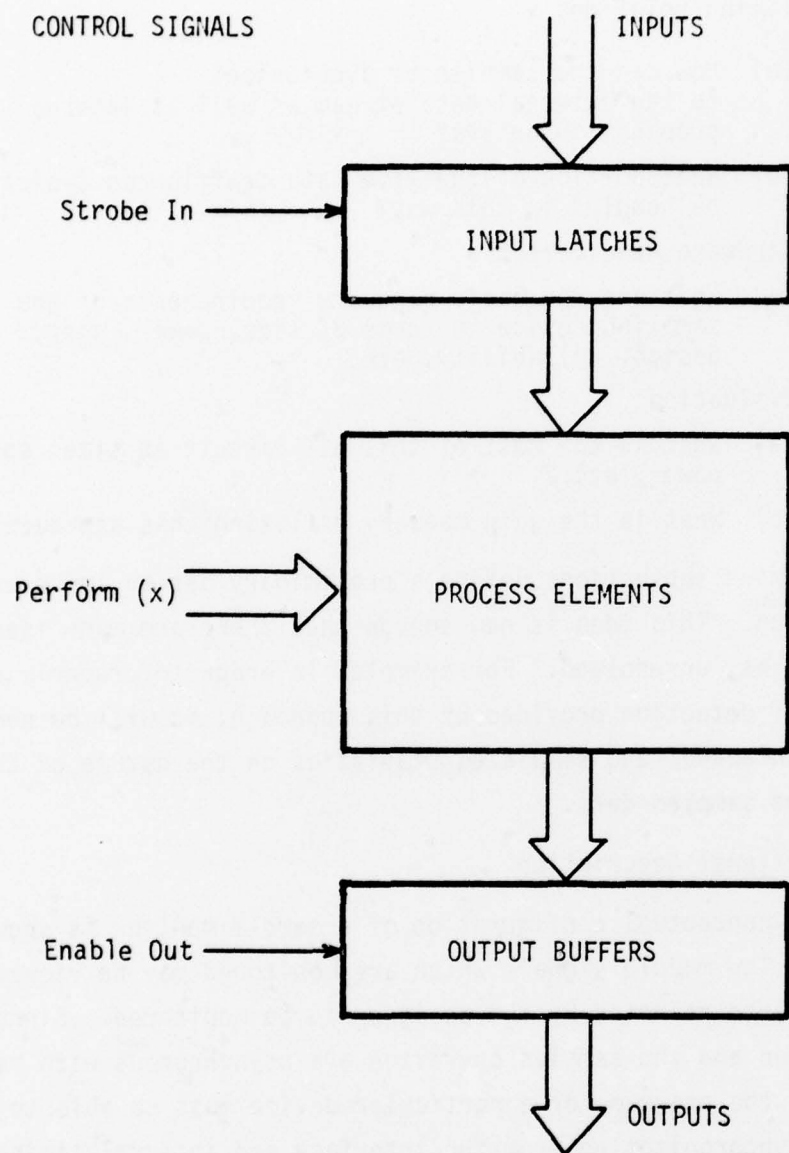 CONTROL SIGNALS
INPUTS
Strobe In
INPUT LATCHES
Perform (x)
PROCESS ELEMENTS
Enable Out
OUTPUT BUFFERS
OUTPUTS